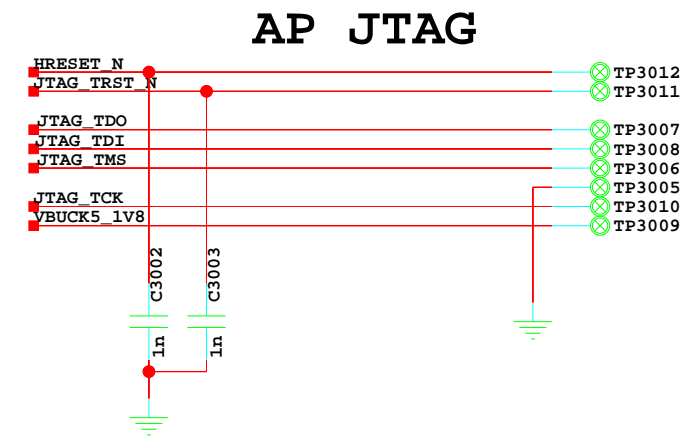 AP JTAG
HRESET_N
TP3012
JTAG_TRST_N
TP3011
JTAG_TDO
TP3007
JTAG_TDI
TP3008
JTAG_TMS
TP3006
TP3005
JTAG_TCK
TP3010
VBUCK5_1V8
TP3009
C3002
C3003
1n
1n